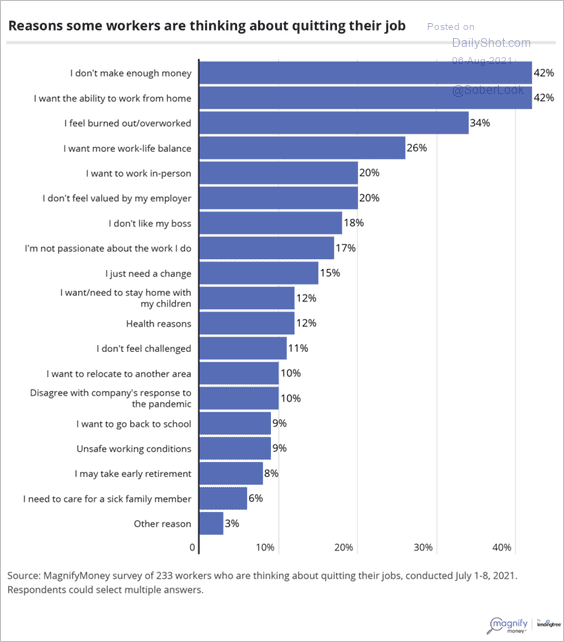 Reasons some workers are thinking about quitting their job
Posted on
DailyShot.com
06-Aug-2021
@SoberLook
I don't make enough money 42%
I want the ability to work from home 42%
I feel burned out/overworked 34%
I want more work-life balance 26%
I want to work in-person 20%
I don't feel valued by my employer 20%
I don't like my boss 18%
I'm not passionate about the work I do 17%
I just need a change 15%
I want/need to stay home with
my children 12%
Health reasons 12%
I don't feel challenged 11%
I want to relocate to another area 10%
Disagree with company's response to
the pandemic 10%
I want to go back to school 9%
Unsafe working conditions 9%
I may take early retirement 8%
I need to care for a sick family member 6%
Other reason 3%
0 10% 20% 30% 40%
Source: MagnifyMoney survey of 233 workers who are thinking about quitting their jobs, conducted July 1-8, 2021.
Respondents could select multiple answers.
magnify
money
lendingtree